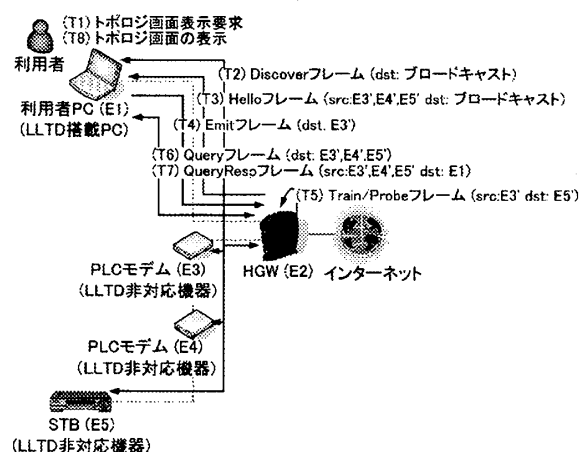 (T1) トポロジ画面表示要求
(T8) トポロジ画面の表示
利用者
(T2) Discoverフレーム (dst: ブロードキャスト)
(T3) Helloフレーム (src:E3',E4',E5' dst: ブロードキャスト)
利用者PC (E1)
(LLTD搭載PC)
(T4) Emitフレーム (dst. E3')
(T6) Queryフレーム (dst: E3',E4',E5')
(T7) QueryRespフレーム (src:E3',E4',E5' dst: E1)
(T5) Train/Probeフレーム (src:E3' dst: E5')
PLCモデム (E3)
(LLTD非対応機器)
HGW (E2)
インターネット
PLCモデム (E4)
(LLTD非対応機器)
STB (E5)
(LLTD非対応機器)